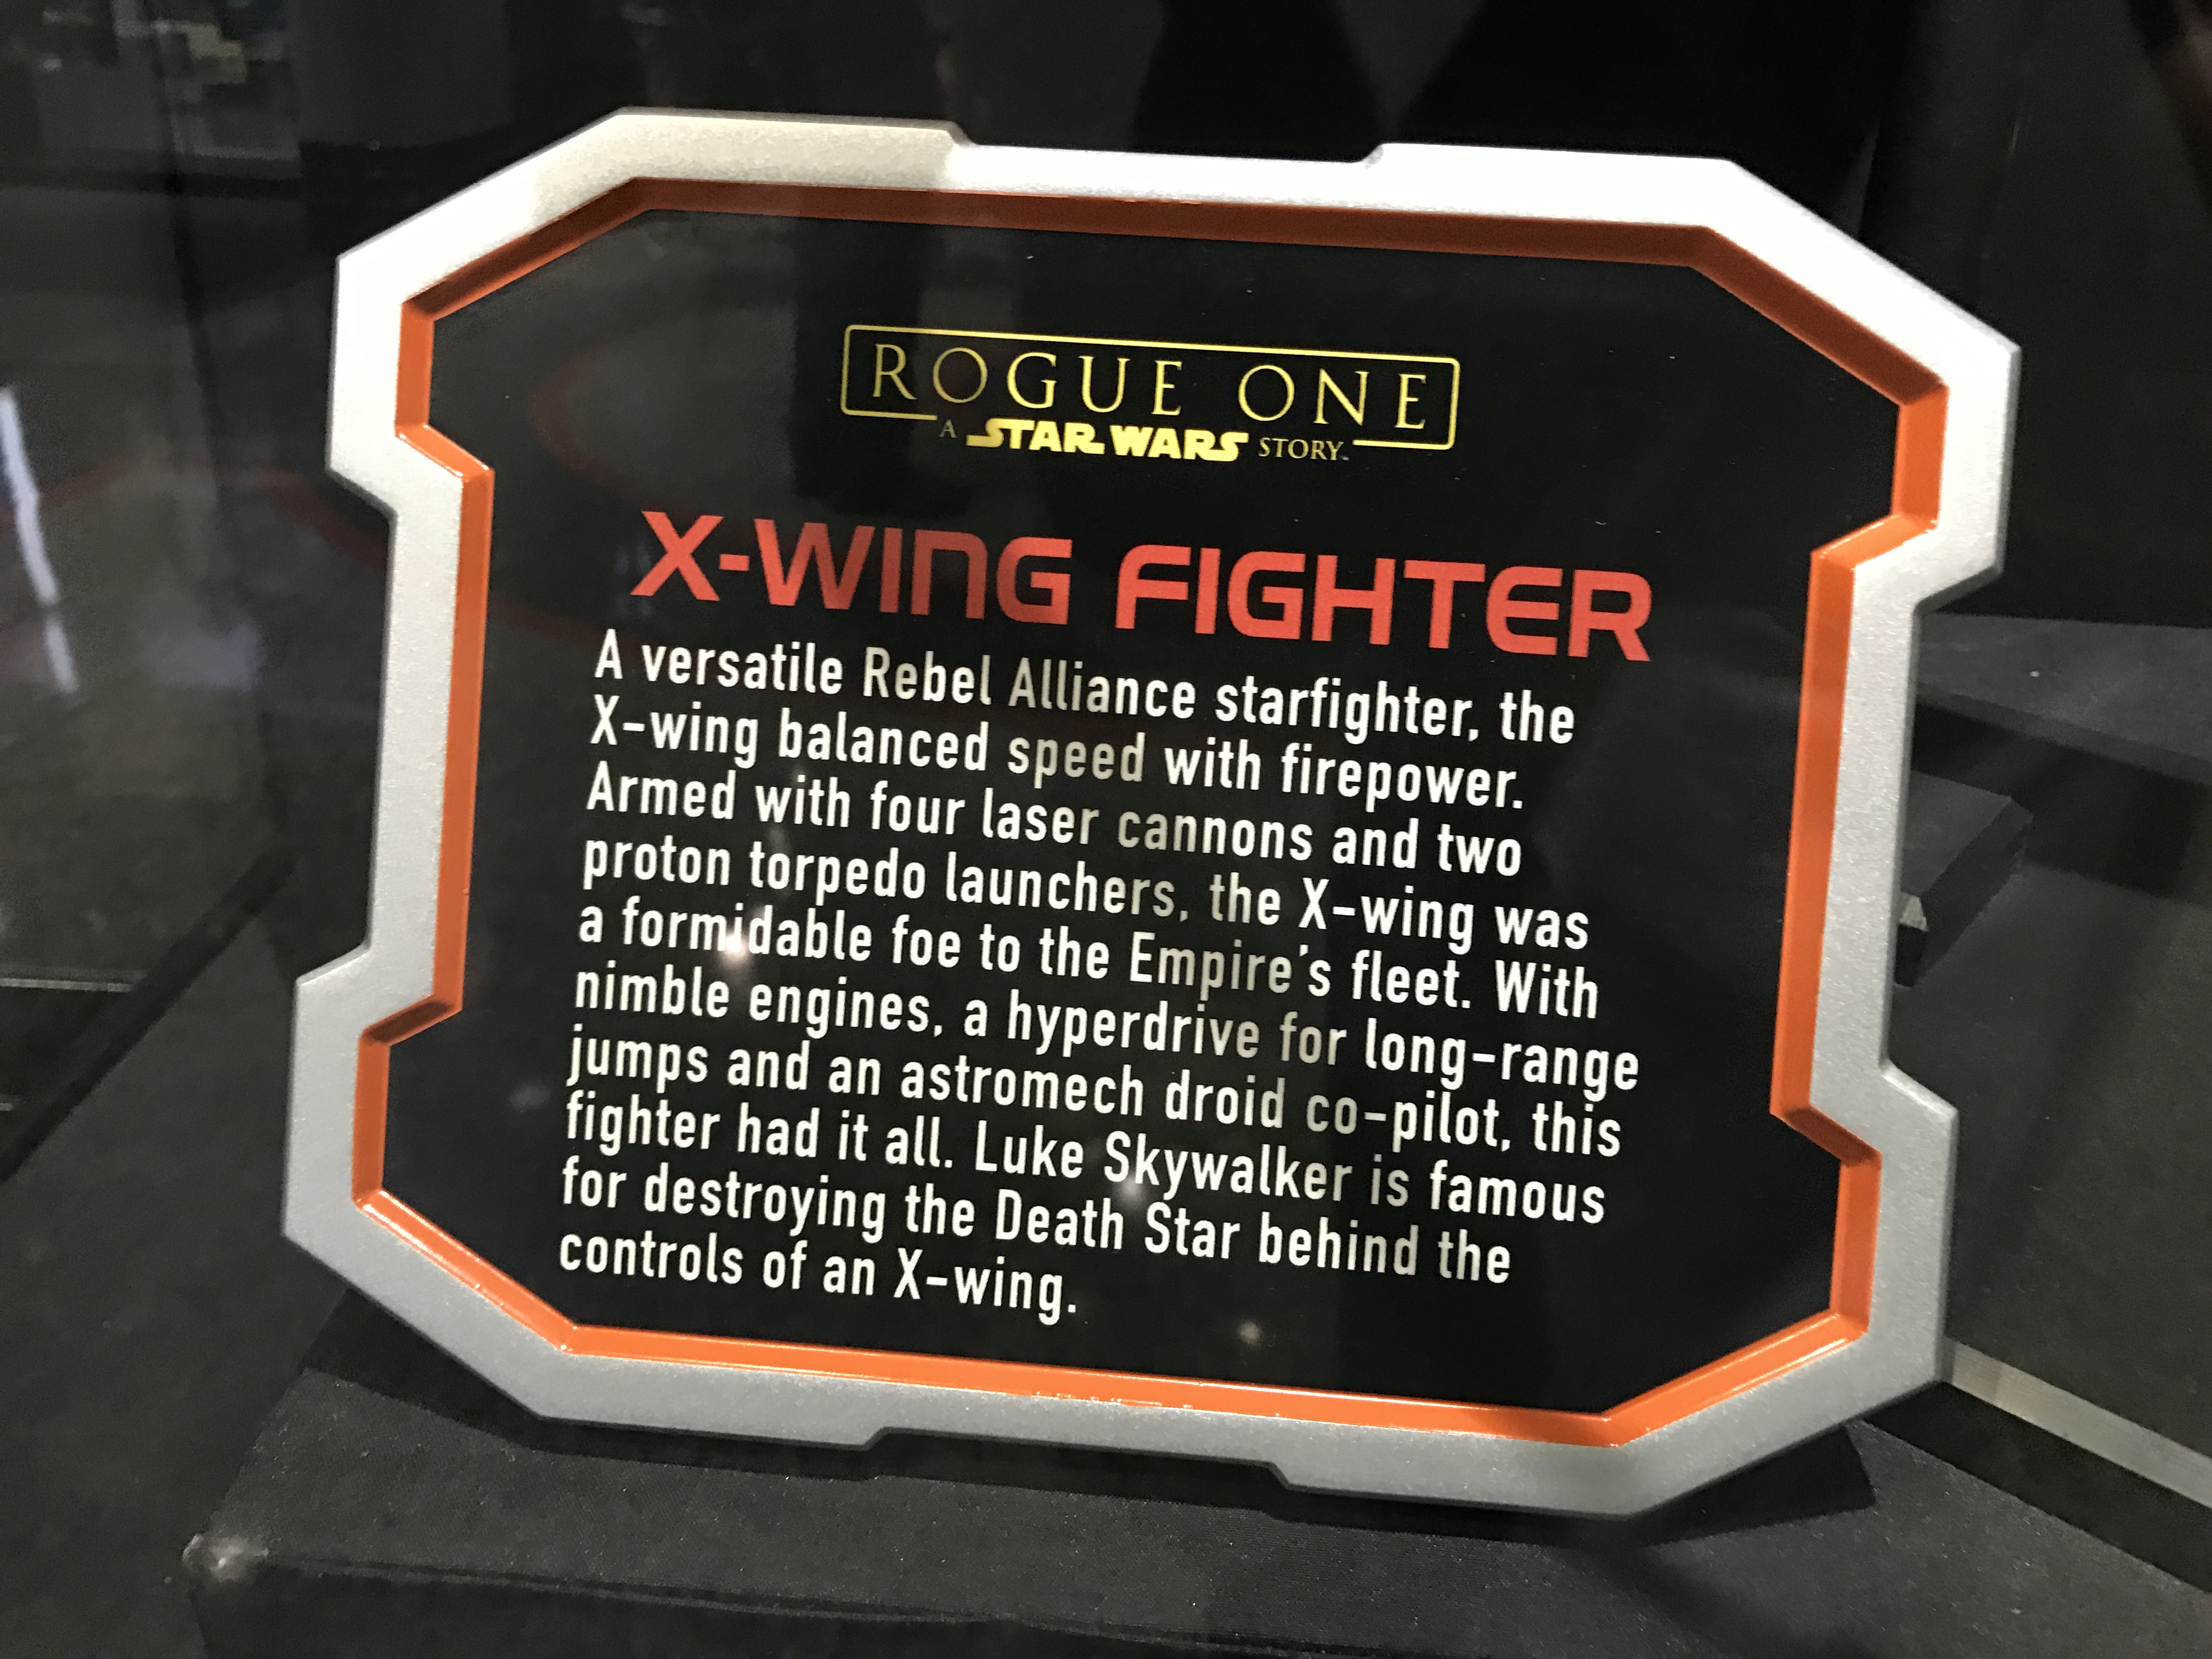 ROGUE ONE
A STAR WARS STORY™
X-WING FIGHTER
A versatile Rebel Alliance starfighter, the
X-wing balanced speed with firepower.
Armed with four laser cannons and two
proton torpedo launchers, the X-wing was
a formidable foe to the Empire's fleet. With
nimble engines, a hyperdrive for long-range
jumps and an astromech droid co-pilot, this
fighter had it all. Luke Skywalker is famous
for destroying the Death Star behind the
controls of an X-wing.